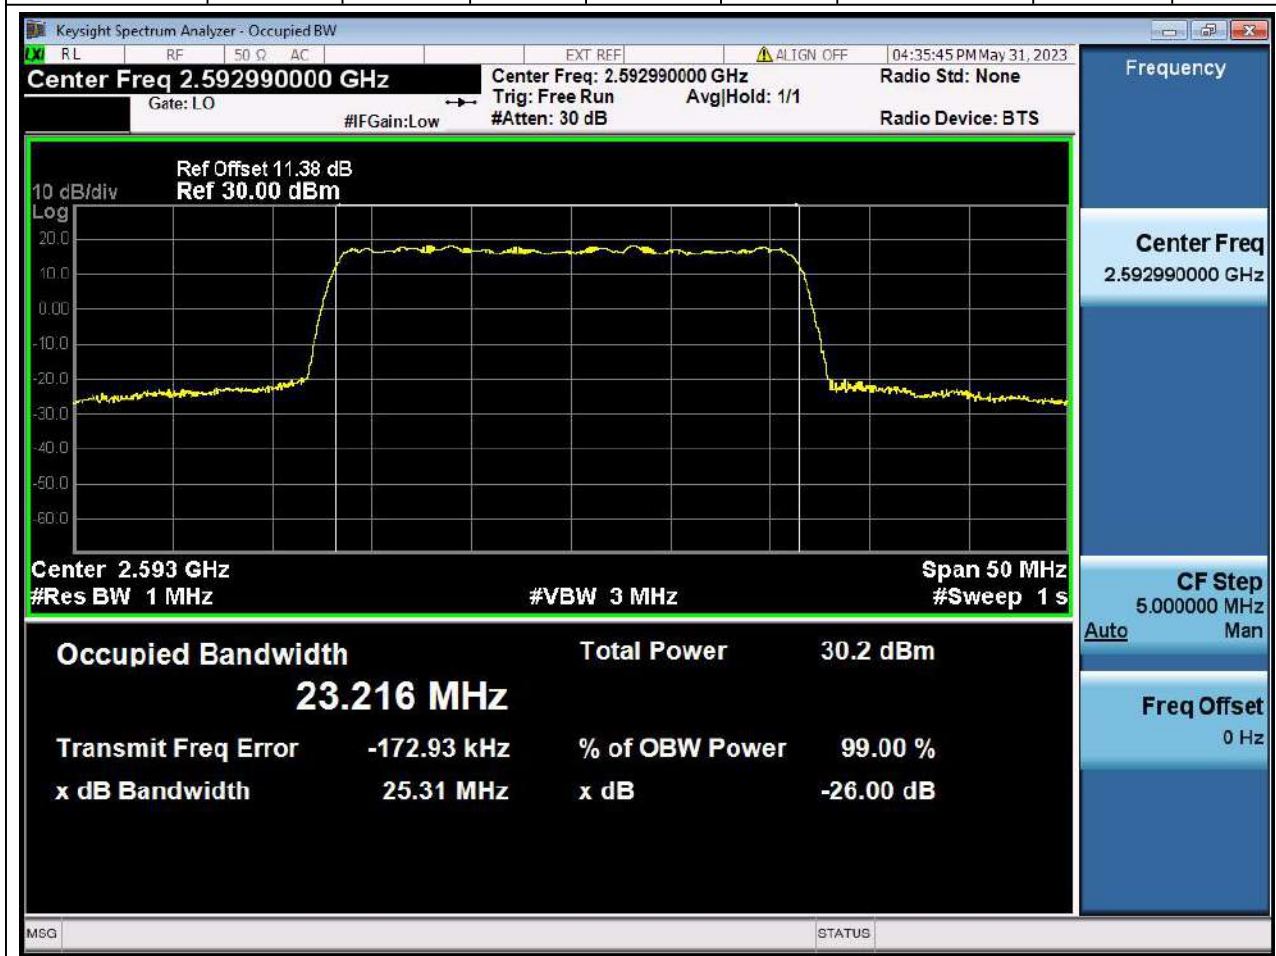 Keysight Spectrum Analyzer - Occupied BW
LXI RL RF 50 Ω AC EXT REF ALIGN OFF 04:35:45 PM May 31, 2023
Center Freq 2.592990000 GHz
Center Freq: 2.592990000 GHz
Radio Std: None
Gate: LO
Trig: Free Run
Avg|Hold: 1/1
#IFGain:Low
#Atten: 30 dB
Radio Device: BTS
Ref Offset 11.38 dB
10 dB/div Ref 30.00 dBm
Log
20.0
10.0
0.00
-10.0
-20.0
-30.0
-40.0
-50.0
-60.0
Center 2.593 GHz
Span 50 MHz
#Res BW 1 MHz
#VBW 3 MHz
#Sweep 1 s
Occupied Bandwidth
Total Power 30.2 dBm
23.216 MHz
Transmit Freq Error -172.93 kHz
% of OBW Power 99.00 %
x dB Bandwidth 25.31 MHz
x dB -26.00 dB
Frequency
Center Freq
2.592990000 GHz
CF Step
5.000000 MHz
Auto Man
Freq Offset
0 Hz
MSG
STATUS